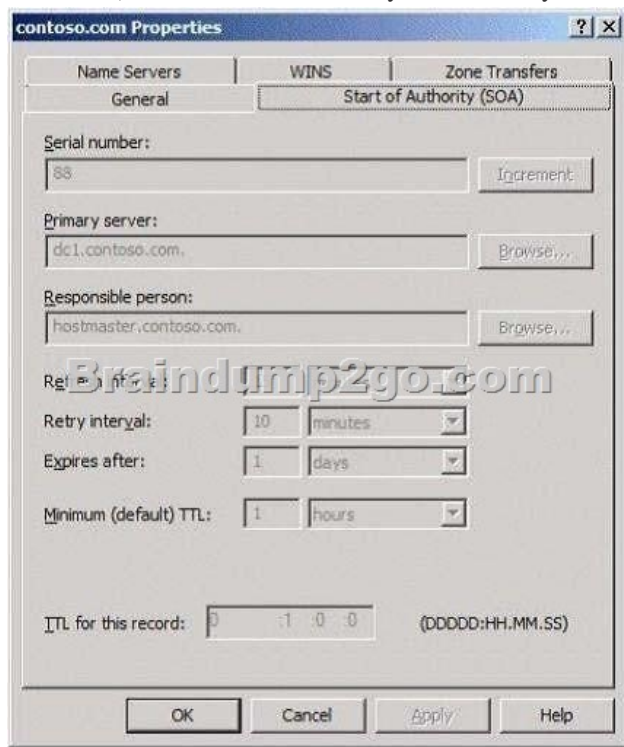 contoso.com Properties
? X
Name Servers WINS Zone Transfers
General Start of Authority (SOA)
Serial number:
88 Increment
Primary server:
dc1.contoso.com. Browse...
Responsible person:
hostmaster.contoso.com. Browse...
Braindump2go.com
Retry interval: 10 minutes
Expires after: 1 days
Minimum (default) TTL: 1 hours
TTL for this record: 0 :1 :0 :0 (DDDDD:HH.MM.SS)
OK Cancel Apply Help